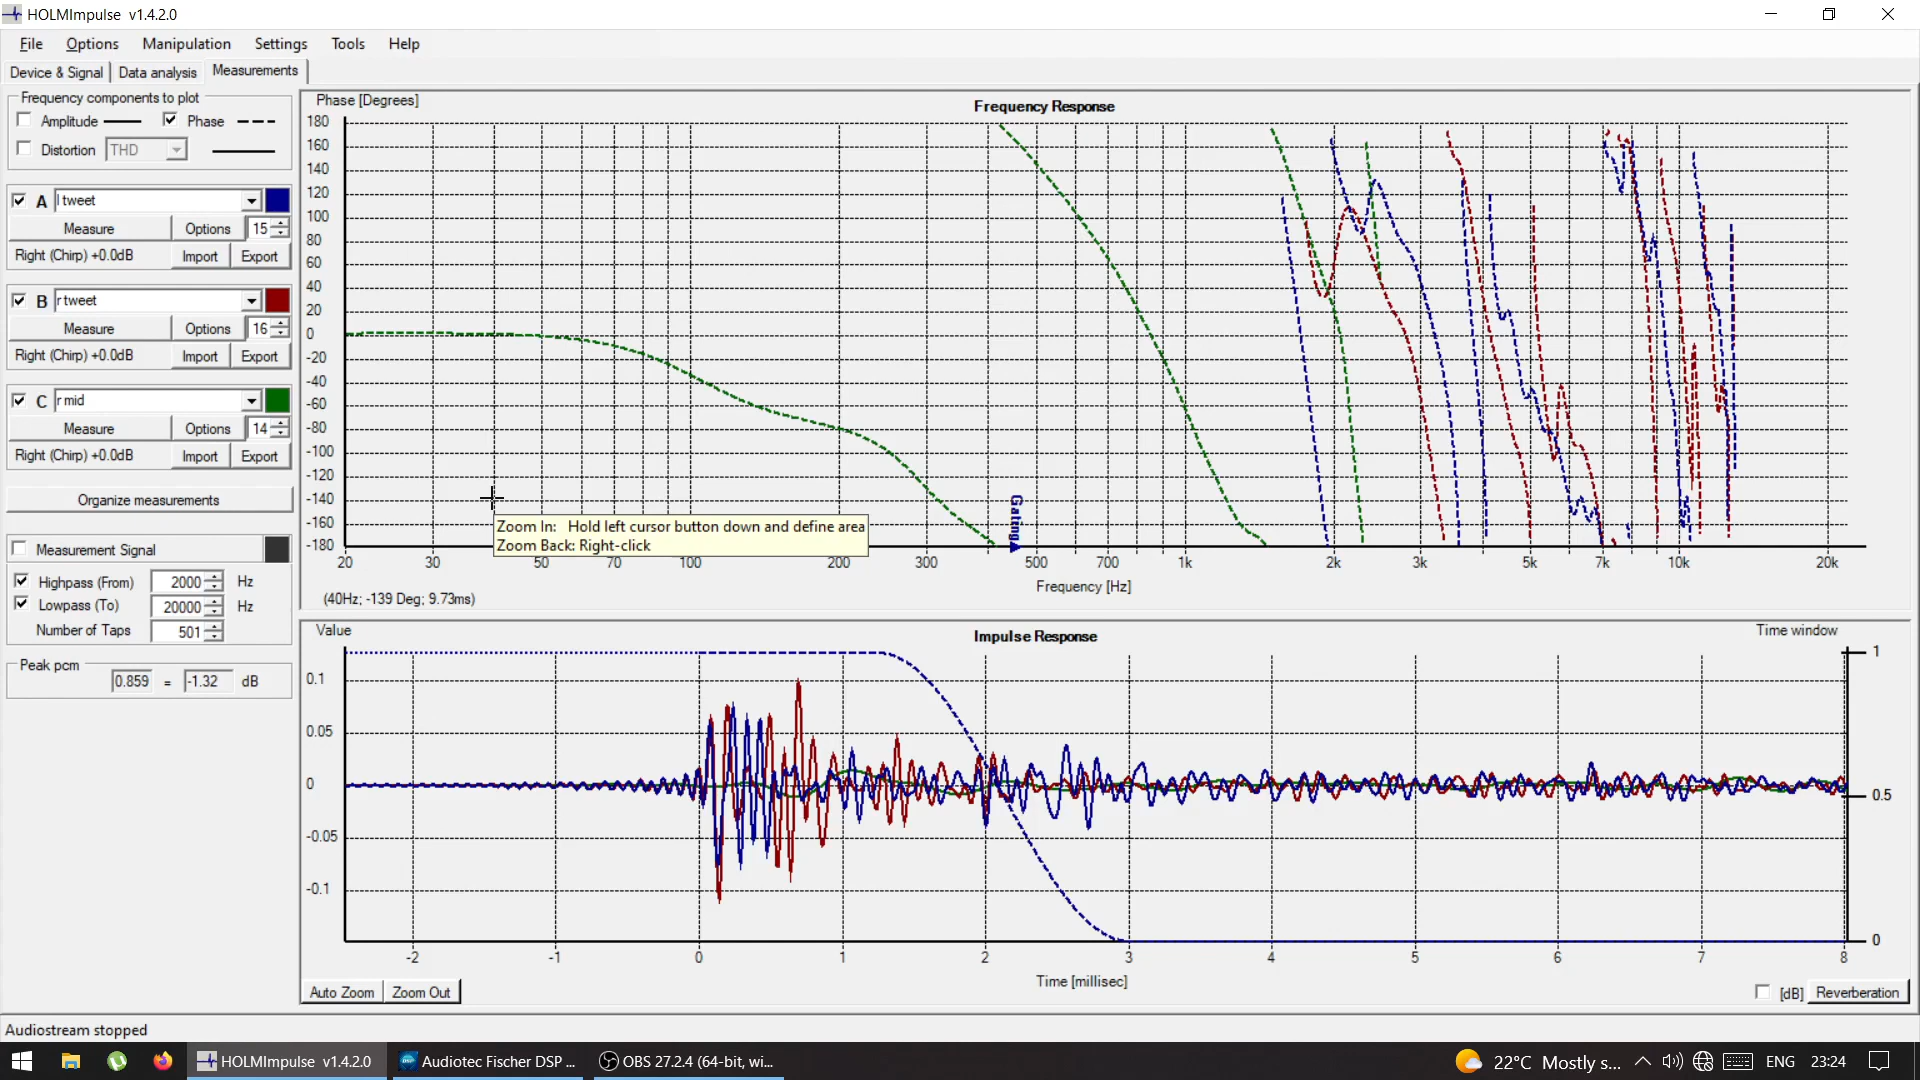 HOLMImpulse v1.4.2.0
File Options Manipulation Settings Tools Help
Device & Signal Data analysis Measurements
Frequency components to plot
Amplitude Phase
Distortion THD
A l tweet
Measure Options 15
Right (Chirp) +0.0dB Import Export
B r tweet
Measure Options 16
Right (Chirp) +0.0dB Import Export
C r mid
Measure Options 14
Right (Chirp) +0.0dB Import Export
Organize measurements
Measurement Signal
Highpass (From) 2000 Hz
Lowpass (To) 20000 Hz
Number of Taps 501
Peak pcm
0.859 = -1.32 dB
Phase [Degrees]
Frequency Response
180
160
140
120
100
80
60
40
20
0
-20
-40
-60
-80
-100
-120
-140
-160
-180
Gating
Zoom In: Hold left cursor button down and define area
Zoom Back: Right-click
20 30 50 70 100 200 300 500 700 1k 2k 3k 5k 7k 10k 20k
Frequency [Hz]
(40Hz; -139 Deg; 9.73ms)
Value
Impulse Response
Time window
0.1
0.05
0
-0.05
-0.1
1
0.5
0
-2 -1 0 1 2 3 4 5 6 7 8
Time [millisec]
Auto Zoom Zoom Out
[dB] Reverberation
Audiostream stopped
HOLMImpulse v1.4.2.0 Audiotec Fischer DSP ... OBS 27.2.4 (64-bit, wi... 22°C Mostly s... ENG 23:24